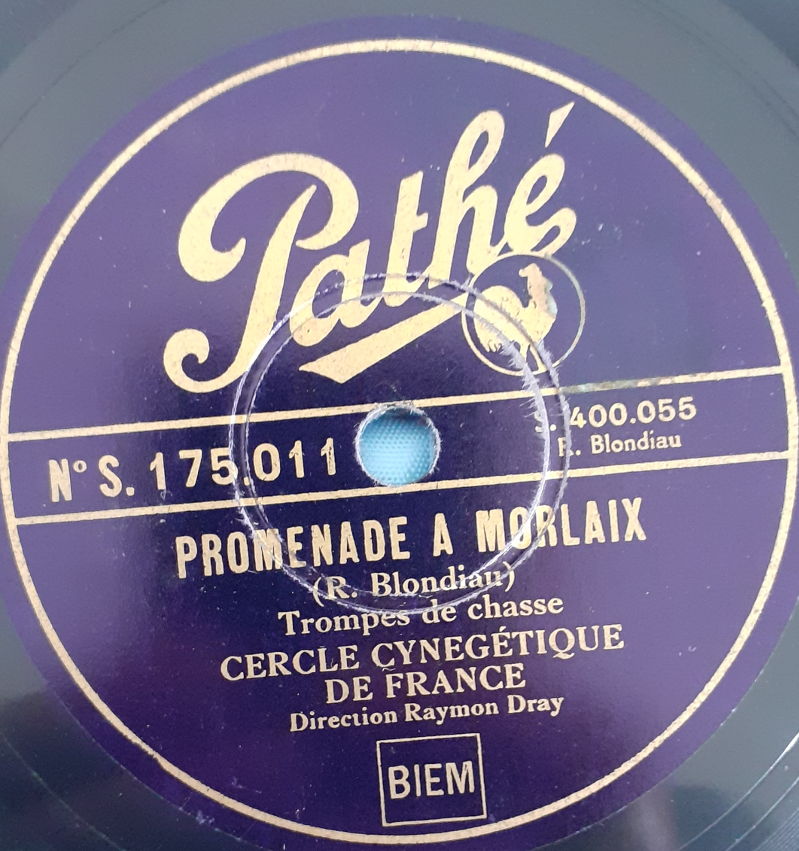 Pathé
N° S. 175.011
S. 400.055
R. Blondiau
PROMENADE A MORLAIX
(R. Blondiau)
Trompes de chasse
CERCLE CYNEGÉTIQUE
DE FRANCE
Direction Raymon Dray
BIEM